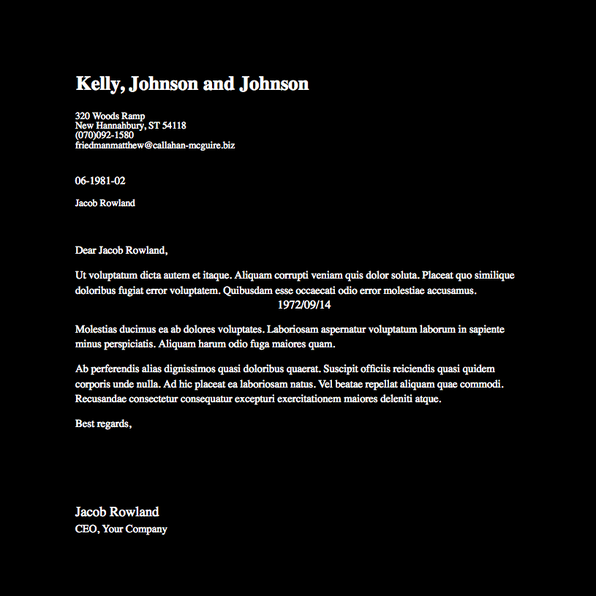 Kelly, Johnson and Johnson
320 Woods Ramp
New Hannahbury, ST 54118
(070)092-1580
friedmanmatthew@callahan-mcguire.biz
06-1981-02
Jacob Rowland
Dear Jacob Rowland,
Ut voluptatum dicta autem et itaque. Aliquam corrupti veniam quis dolor soluta. Placeat quo similique
doloribus fugiat error voluptatem. Quibusdam esse occaecati odio error molestiae accusamus.
1972/09/14
Molestias ducimus ea ab dolores voluptates. Laboriosam aspernatur voluptatum laborum in sapiente
minus perspiciatis. Aliquam harum odio fuga maiores quam.
Ab perferendis alias dignissimos quasi doloribus quaerat. Suscipit officiis reiciendis quasi quidem
corporis unde nulla. Ad hic placeat ea laboriosam natus. Vel beatae repellat aliquam quae commodi.
Recusandae consectetur consequatur excepturi exercitationem maiores deleniti atque.
Best regards,
Jacob Rowland
CEO, Your Company